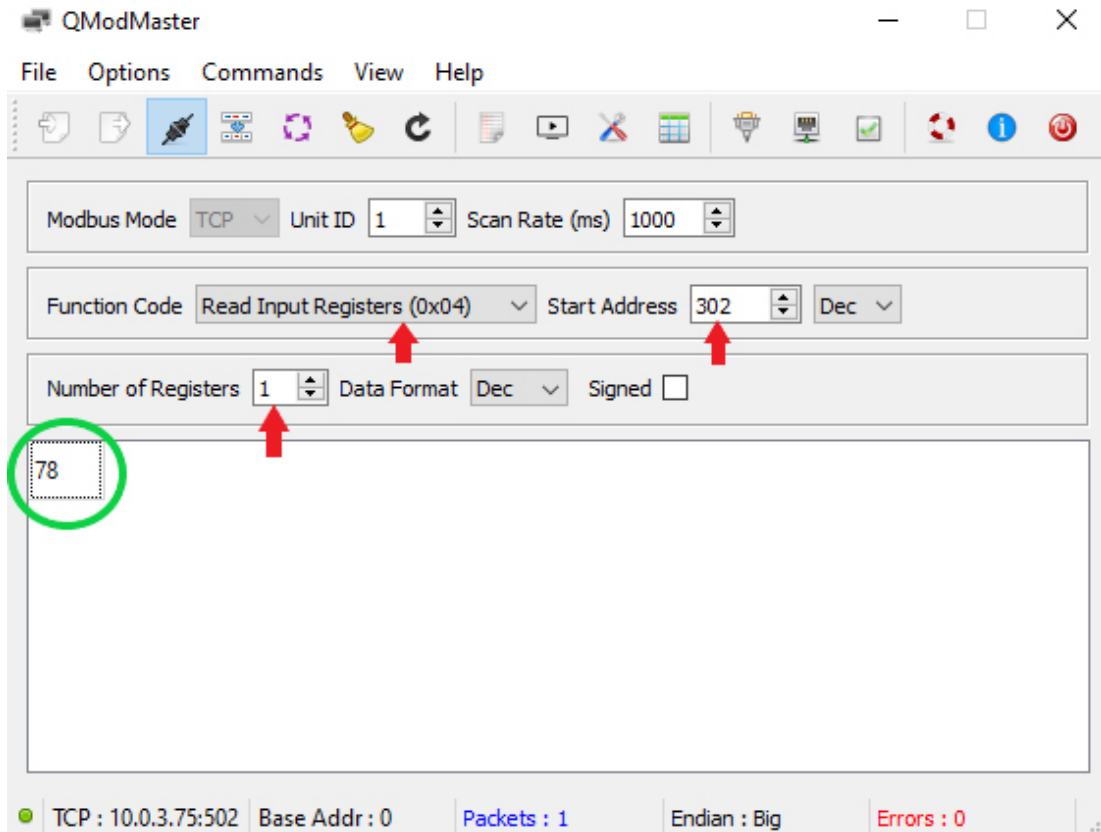 QModMaster
File Options Commands View Help
Modbus Mode TCP Unit ID 1 Scan Rate (ms) 1000
Function Code Read Input Registers (0x04) Start Address 302 Dec
Number of Registers 1 Data Format Dec Signed
78
TCP : 10.0.3.75:502 Base Addr : 0 Packets : 1 Endian : Big Errors : 0